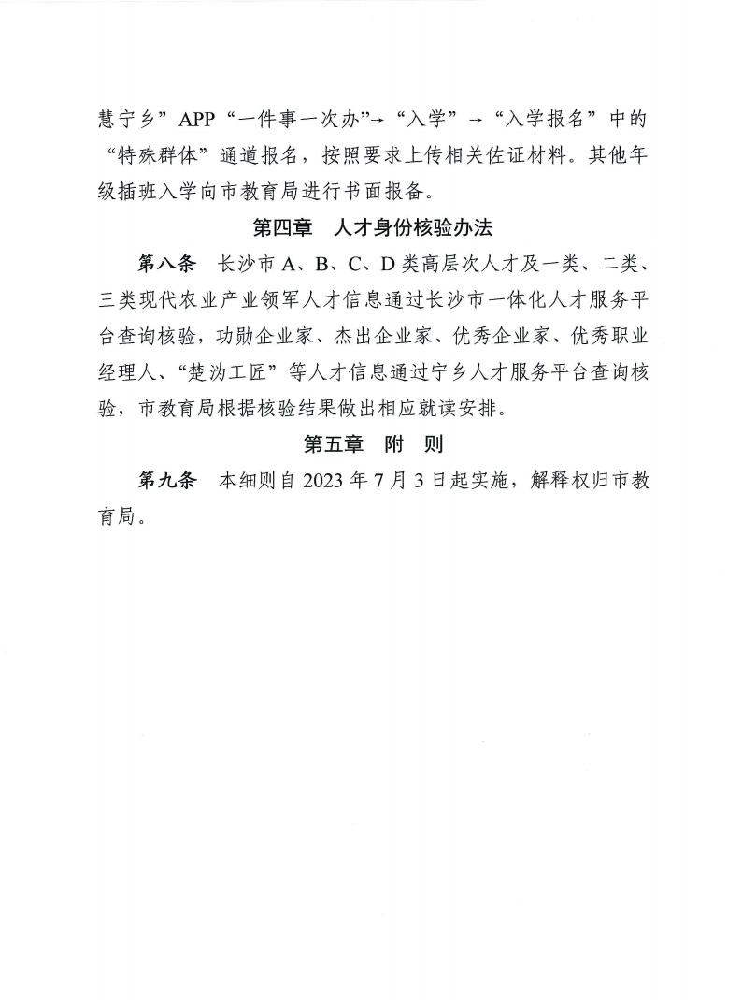 慧宁乡”APP“一件事一次办”→“入学”→“入学报名”中的
“特殊群体”通道报名，按照要求上传相关佐证材料。其他年
级插班入学向市教育局进行书面报备。
第四章 人才身份核验办法
第八条 长沙市 A、B、C、D 类高层次人才及一类、二类、
三类现代农业产业领军人才信息通过长沙市一体化人才服务平
台查询核验，功勋企业家、杰出企业家、优秀企业家、优秀职业
经理人、“楚沩工匠”等人才信息通过宁乡人才服务平台查询核
验，市教育局根据核验结果做出相应就读安排。
第五章 附 则
第九条 本细则自 2023 年 7 月 3 日起实施，解释权归市教
育局。